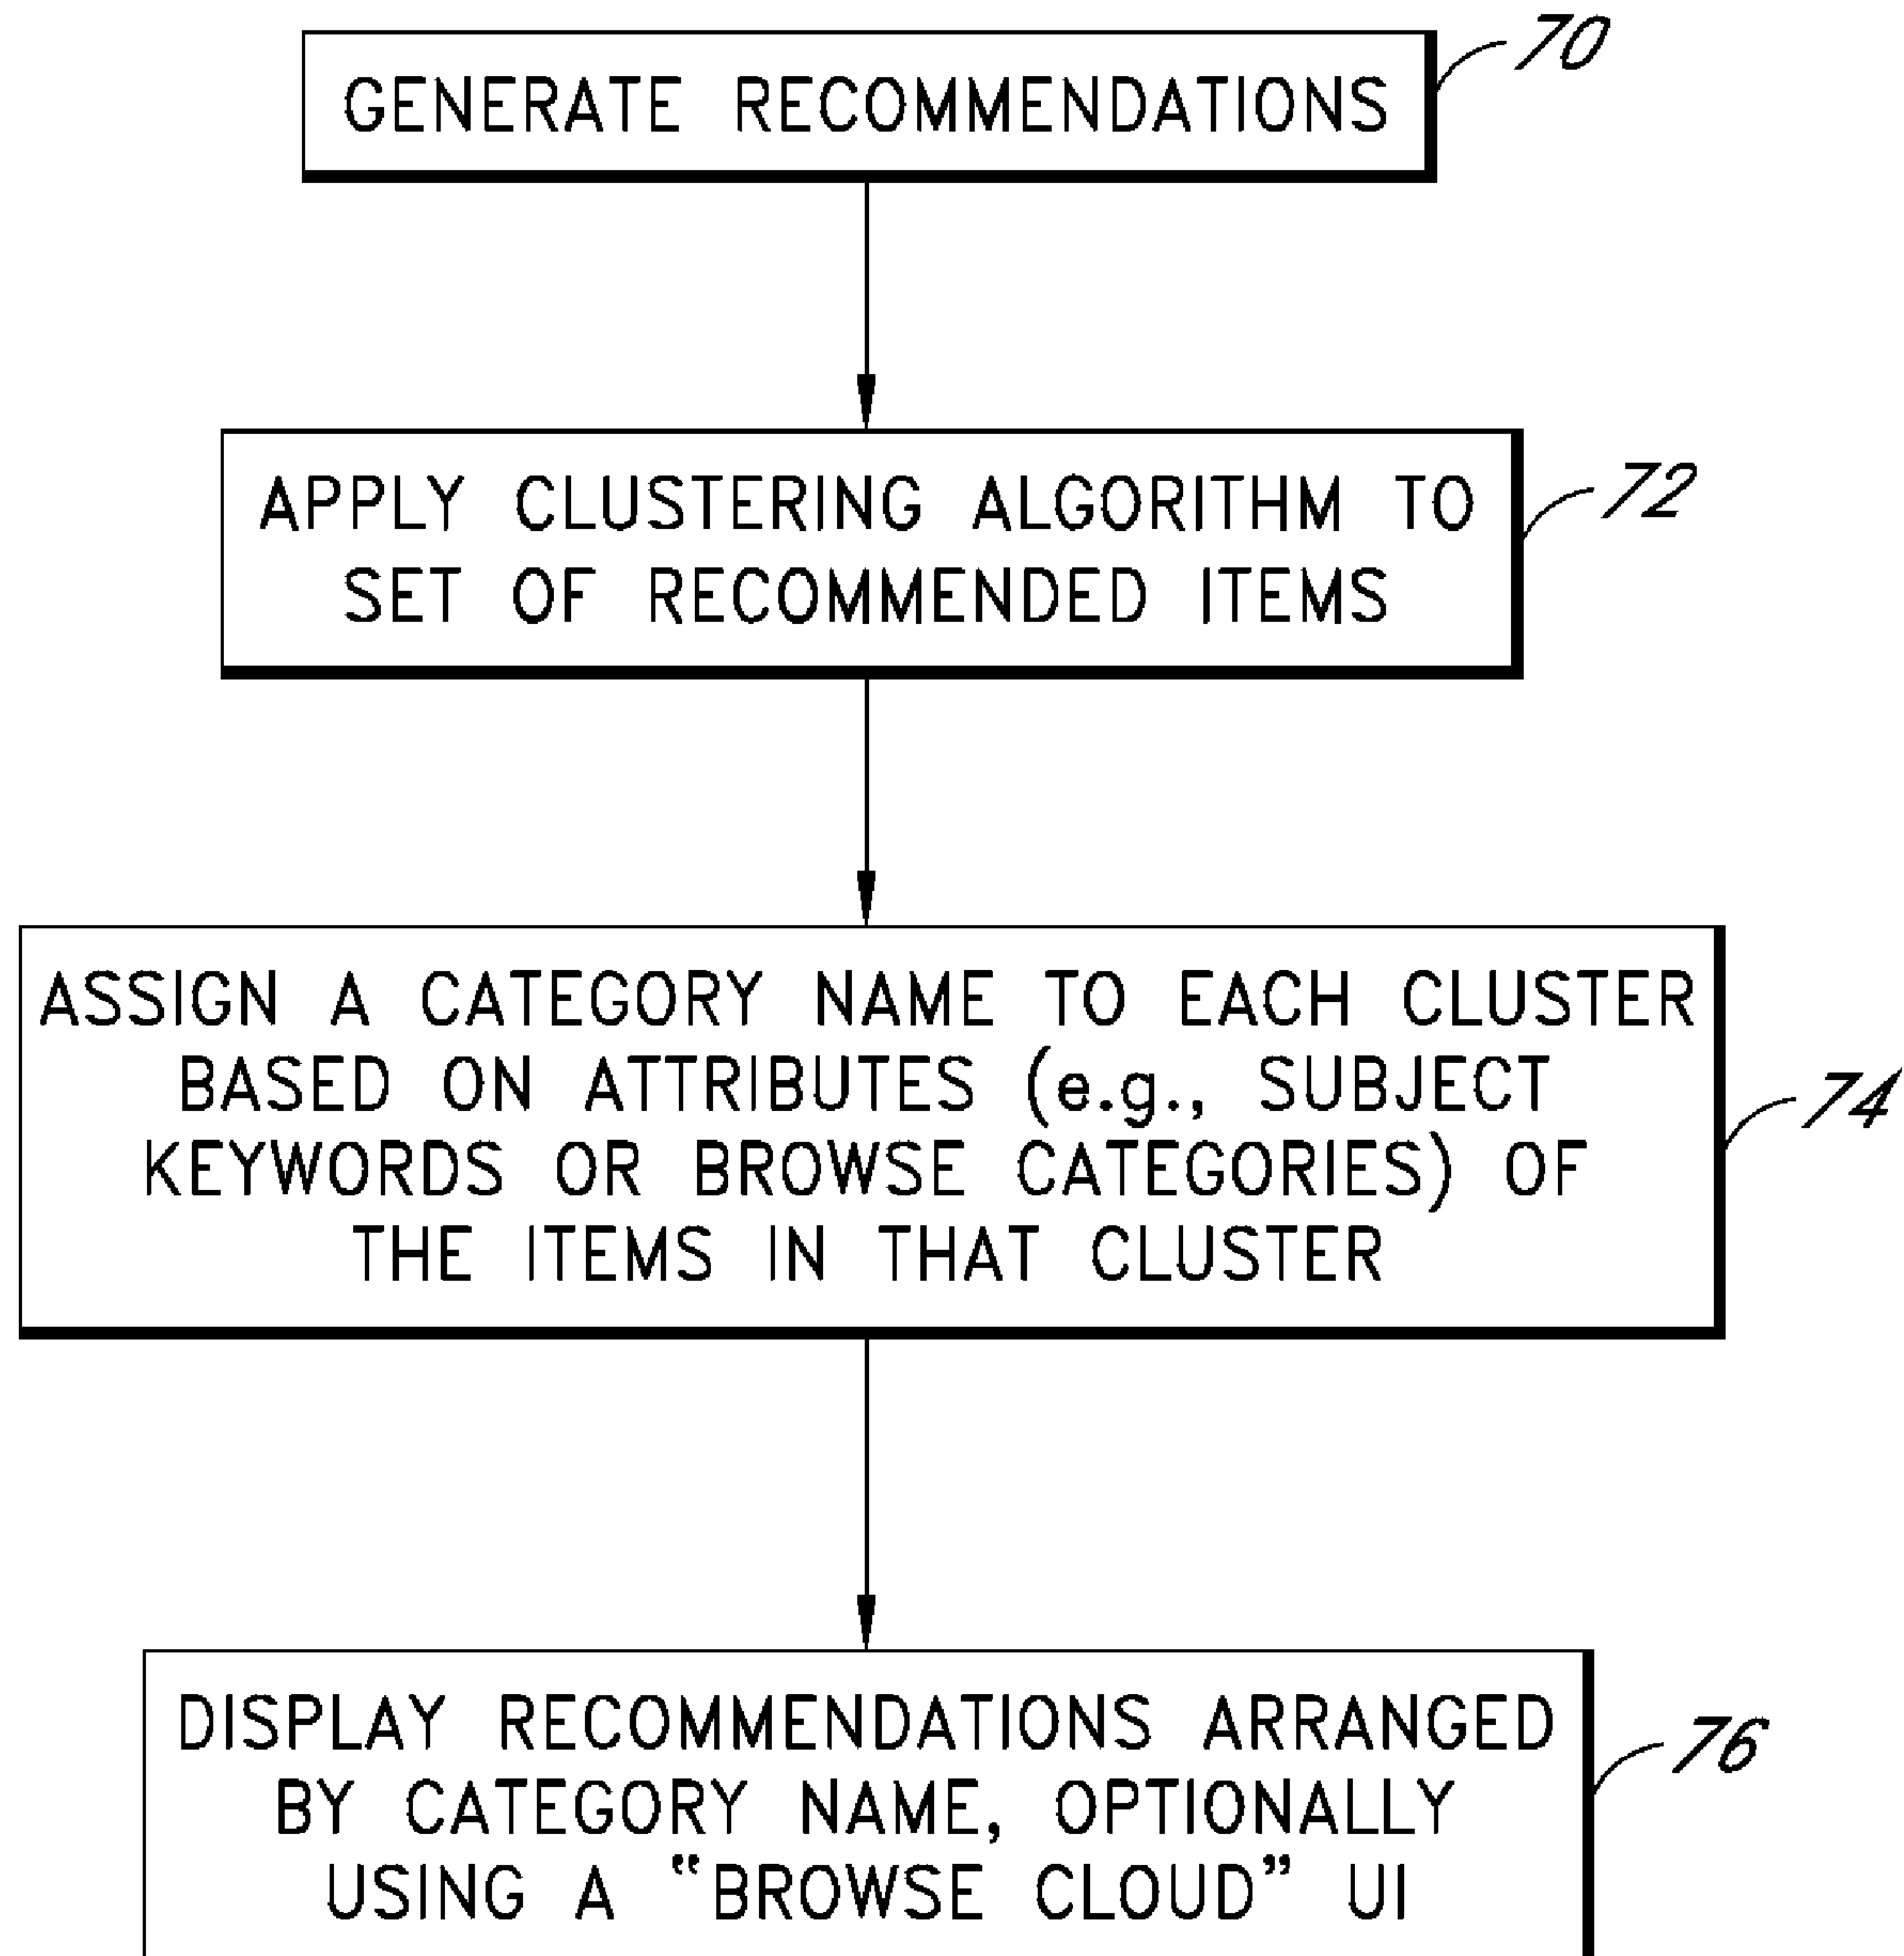 GENERATE RECOMMENDATIONS
70
APPLY CLUSTERING ALGORITHM TO
SET OF RECOMMENDED ITEMS
72
ASSIGN A CATEGORY NAME TO EACH CLUSTER
BASED ON ATTRIBUTES (e.g., SUBJECT
KEYWORDS OR BROWSE CATEGORIES) OF
THE ITEMS IN THAT CLUSTER
74
DISPLAY RECOMMENDATIONS ARRANGED
BY CATEGORY NAME, OPTIONALLY
USING A “BROWSE CLOUD” UI
76